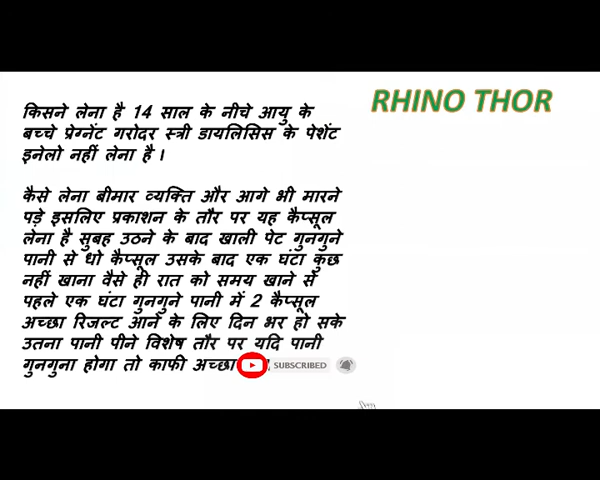 RHINO THOR
किसने लेना है 14 साल के नीचे आयु के
बच्चे प्रेग्नेंट गरोदर स्त्री डायलिसिस के पेशेंट
इनेलो नहीं लेना है ।
कैसे लेना बीमार व्यक्ति और आगे भी मारने
पड़े इसलिए प्रकाशन के तौर पर यह कैप्सूल
लेना है सुबह उठने के बाद खाली पेट गुनगुने
पानी से धो कैप्सूल उसके बाद एक घंटा कुछ
नहीं खाना वैसे ही रात को समय खाने से
पहले एक घंटा गुनगुने पानी में 2 कैप्सूल
अच्छा रिजल्ट आने के लिए दिन भर हो सके
उतना पानी पीने विशेष तौर पर यदि पानी
गुनगुना होगा तो काफी अच्छा
SUBSCRIBED